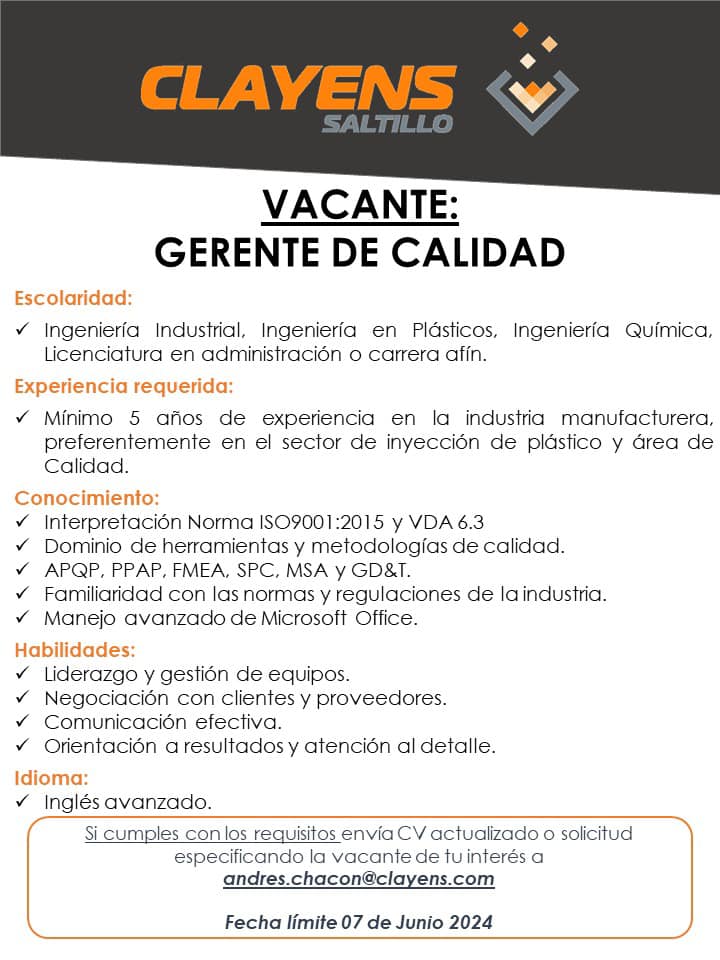 CLAYENS
SALTILLO
VACANTE:
GERENTE DE CALIDAD
Escolaridad:
✓ Ingeniería Industrial, Ingeniería en Plásticos, Ingeniería Química,
Licenciatura en administración o carrera afín.
Experiencia requerida:
✓ Mínimo 5 años de experiencia en la industria manufacturera,
preferentemente en el sector de inyección de plástico y área de
Calidad.
Conocimiento:
✓ Interpretación Norma ISO9001:2015 y VDA 6.3
✓ Dominio de herramientas y metodologías de calidad.
✓ APQP, PPAP, FMEA, SPC, MSA y GD&T.
✓ Familiaridad con las normas y regulaciones de la industria.
✓ Manejo avanzado de Microsoft Office.
Habilidades:
✓ Liderazgo y gestión de equipos.
✓ Negociación con clientes y proveedores.
✓ Comunicación efectiva.
✓ Orientación a resultados y atención al detalle.
Idioma:
✓ Inglés avanzado.
Si cumples con los requisitos envía CV actualizado o solicitud
especificando la vacante de tu interés a
andres.chacon@clayens.com
Fecha límite 07 de Junio 2024